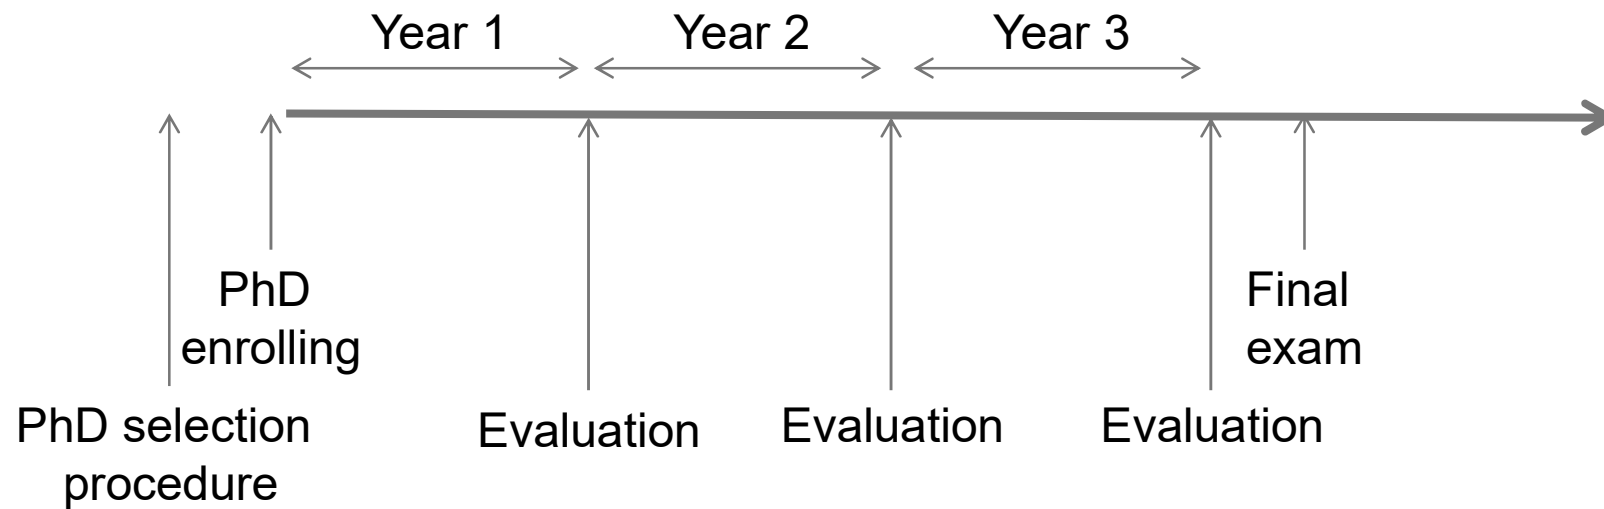 Year 1
Year 2
Year 3
PhD
enrolling
Final
exam
PhD selection
procedure
Evaluation
Evaluation
Evaluation